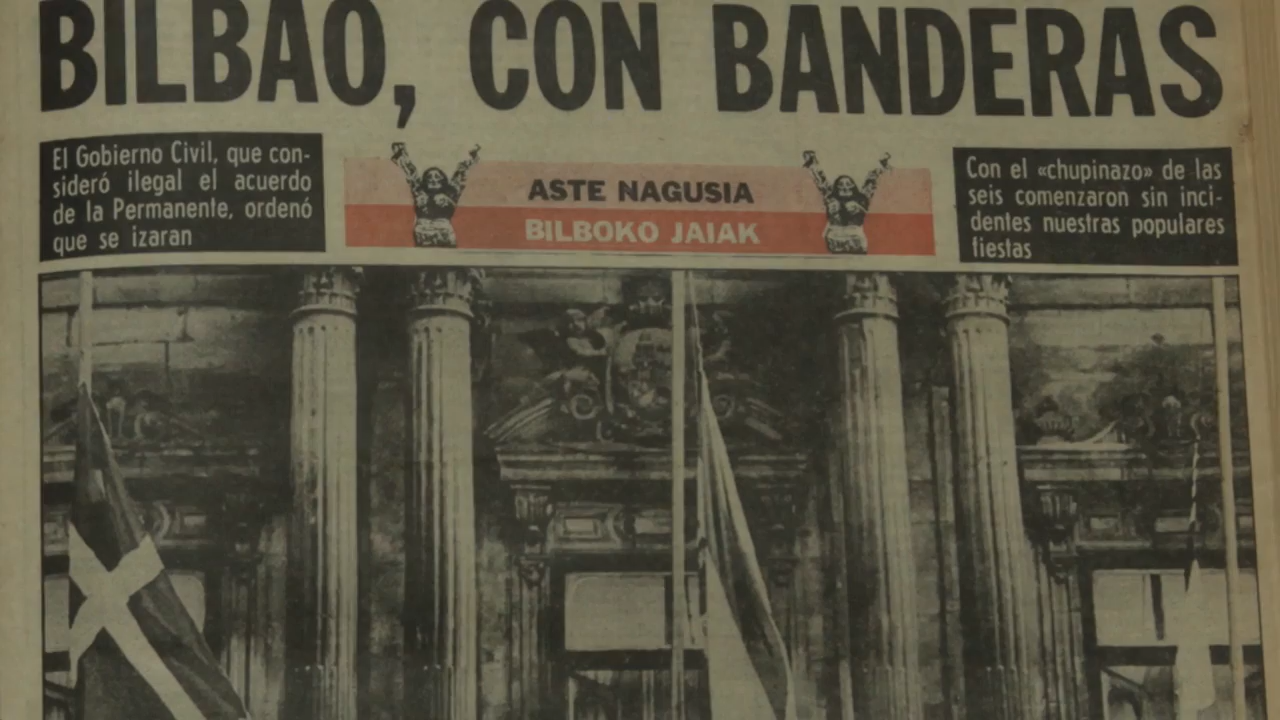 BILBAO, CON BANDERAS
El Gobierno Civil, que con-
sideró ilegal el acuerdo
de la Permanente, ordenó
que se izaran
ASTE NAGUSIA
BILBOKO JAIAK
Con el «chupinazo» de las
seis comenzaron sin inci-
dentes nuestras populares
fiestas